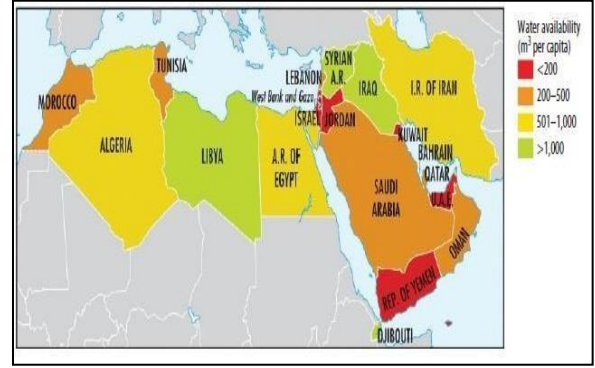 Water availability
(m³ per capita)
<200
200–500
501–1,000
>1,000
MOROCCO
ALGERIA
TUNISIA
LIBYA
A.R. OF
EGYPT
LEBANON
West Bank and Gaza
ISRAEL
JORDAN
SYRIAN
A.R.
IRAQ
I.R. OF IRAN
KUWAIT
BAHRAIN
QATAR
U.A.E.
SAUDI
ARABIA
OMAN
REP. OF YEMEN
DJIBOUTI